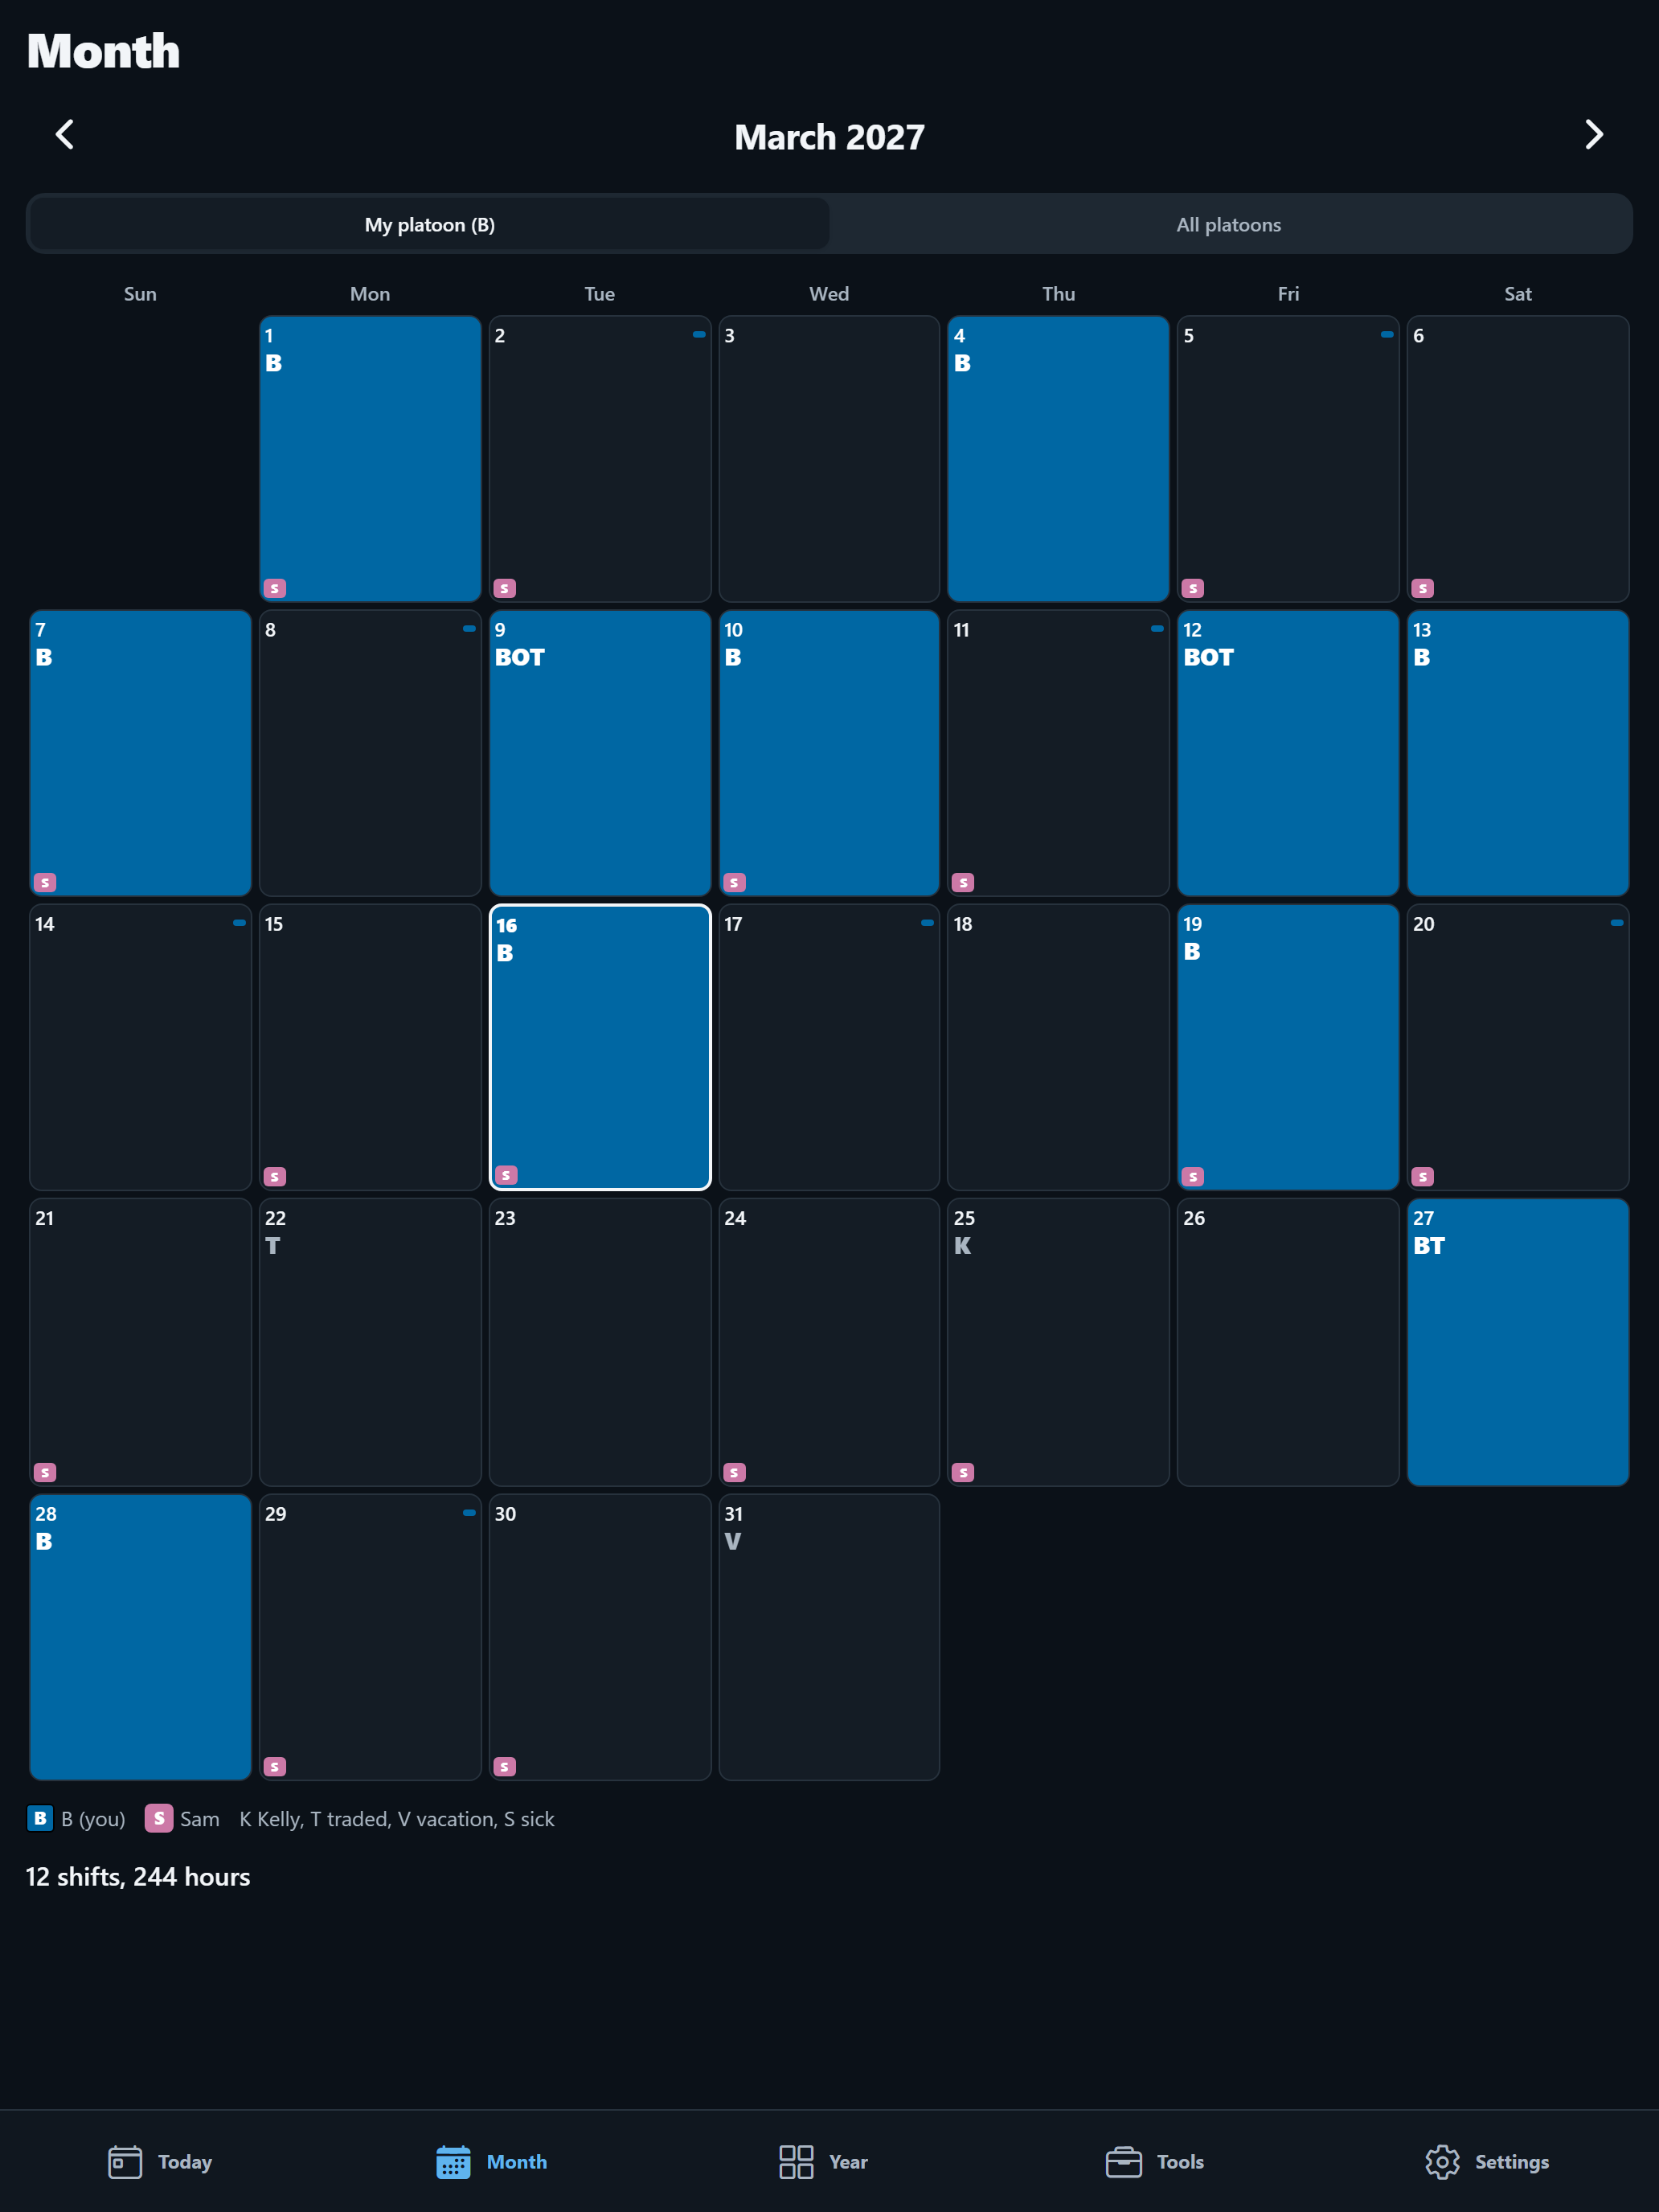 Month
March 2027
My platoon (B) All platoons
Sun Mon Tue Wed Thu Fri Sat
1 2 3 4 5 6
B B
S S S S
7 8 9 10 11 12 13
B BOT B BOT B
S S S
14 15 16 17 18 19 20
B B
S S S S
21 22 23 24 25 26 27
T K BT
S S S
28 29 30 31
B V
S S
B B (you) S Sam K Kelly, T traded, V vacation, S sick
12 shifts, 244 hours
Today Month Year Tools Settings